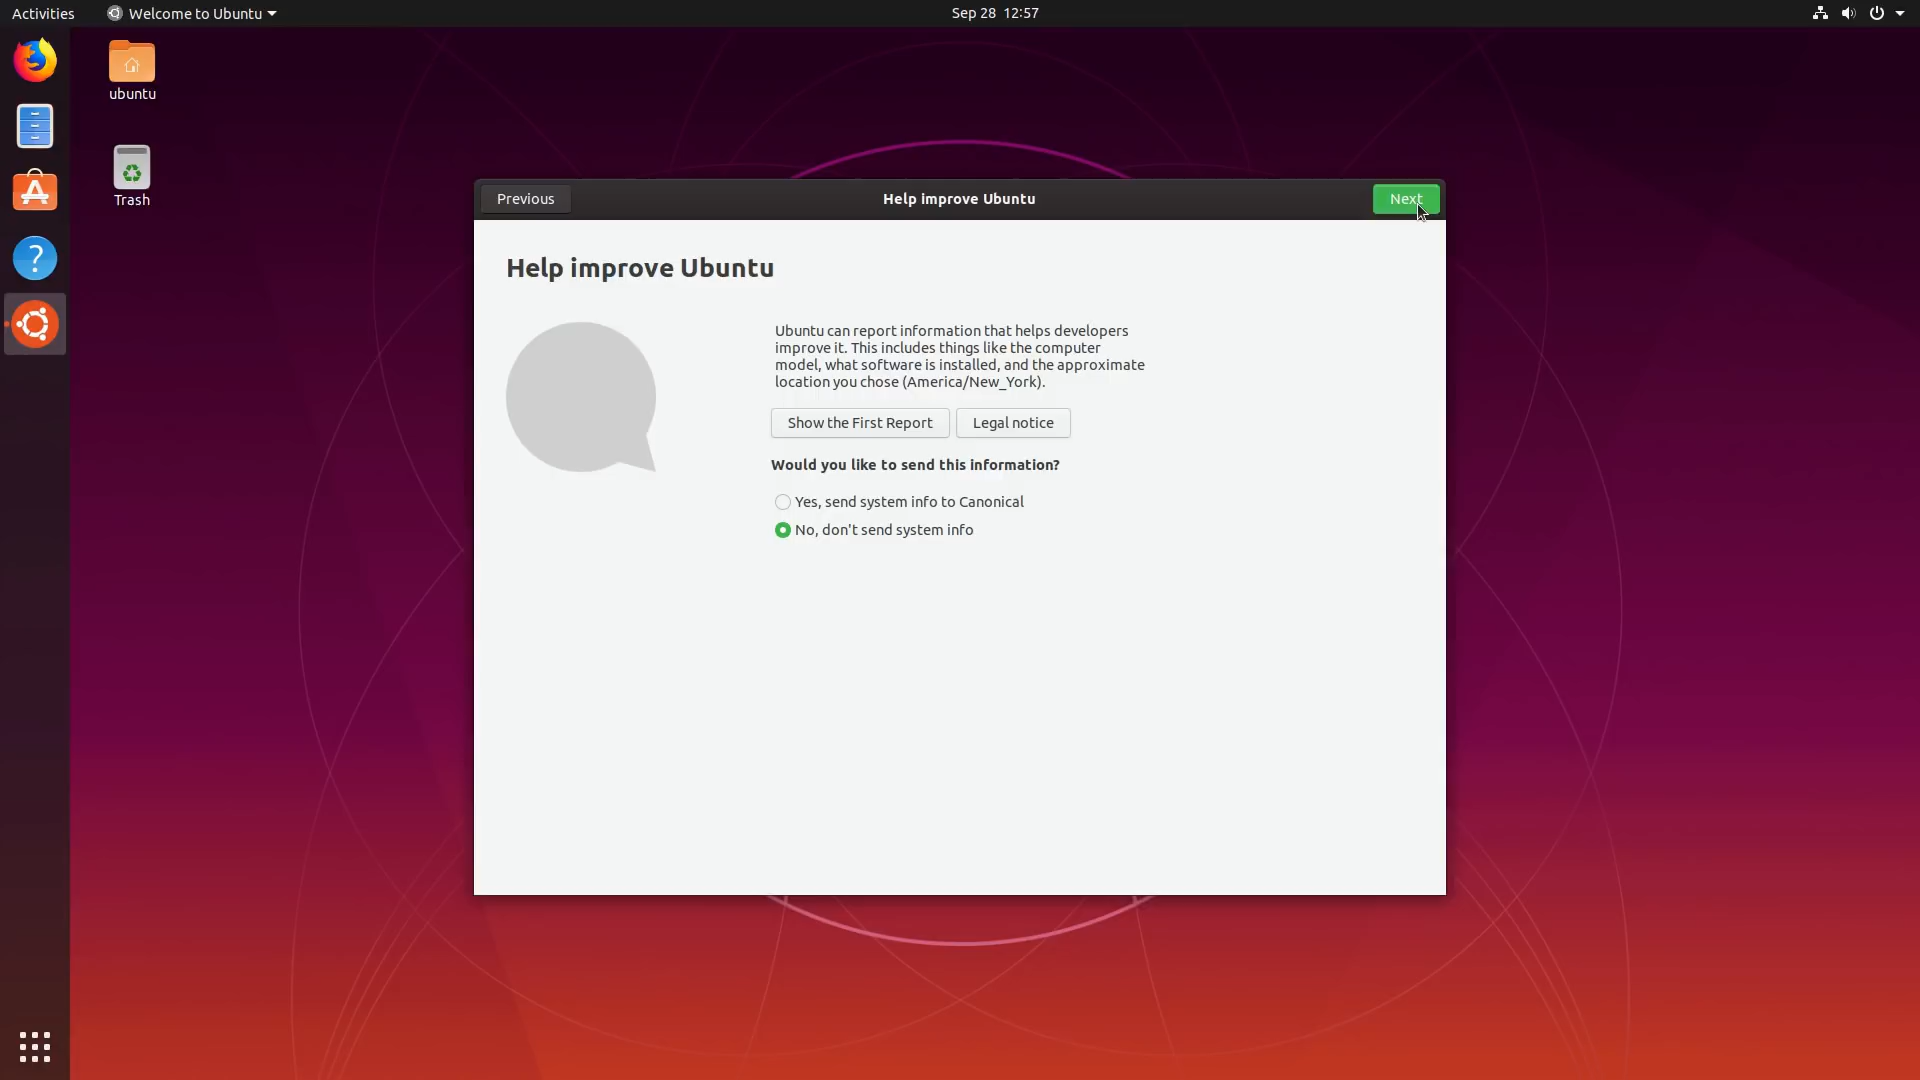 Activities
Welcome to Ubuntu
Sep 28 12:57
ubuntu
Trash
Previous
Help improve Ubuntu
Next
Help improve Ubuntu
Ubuntu can report information that helps developers
improve it. This includes things like the computer
model, what software is installed, and the approximate
location you chose (America/New_York).
Show the First Report
Legal notice
Would you like to send this information?
Yes, send system info to Canonical
No, don't send system info